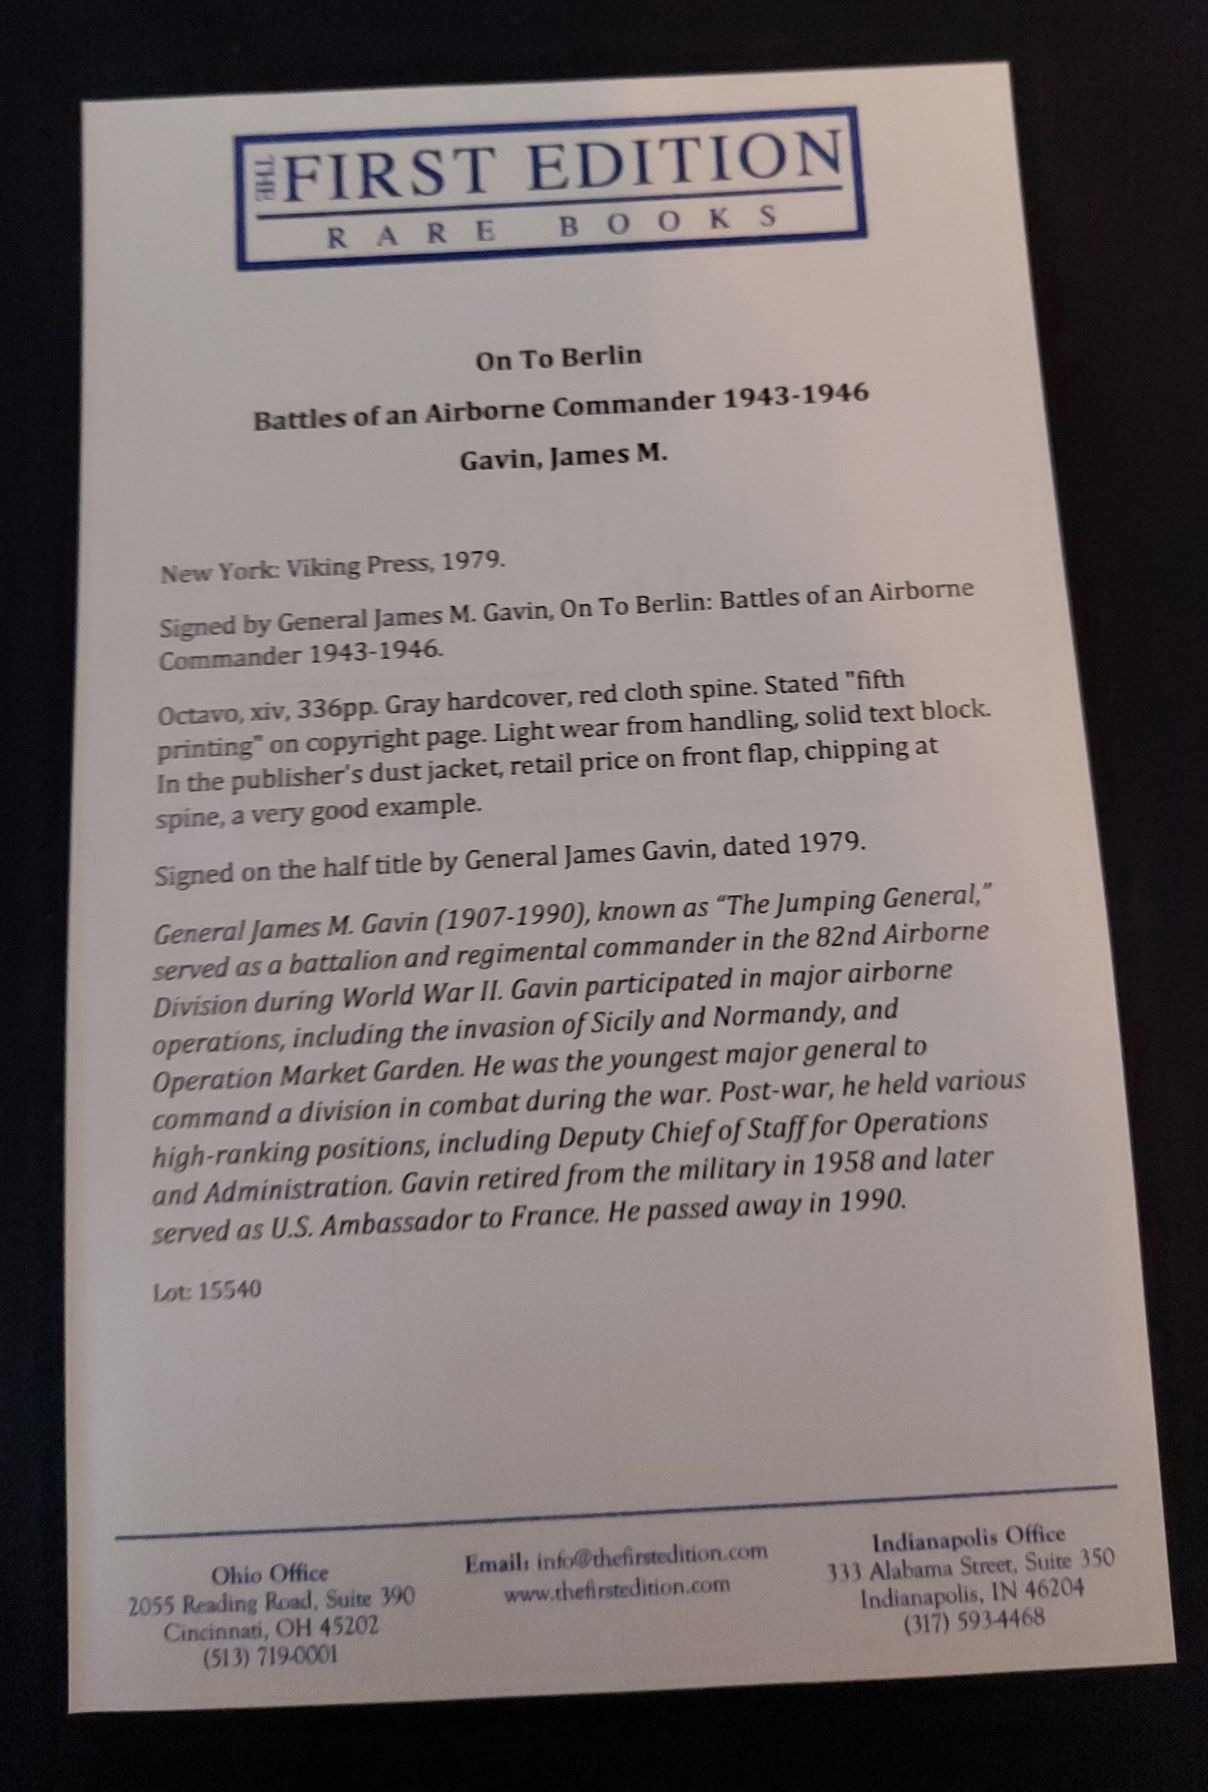 THE FIRST EDITION
RARE BOOKS
On To Berlin
Battles of an Airborne Commander 1943-1946
Gavin, James M.
New York: Viking Press, 1979.
Signed by General James M. Gavin, On To Berlin: Battles of an Airborne
Commander 1943-1946.
Octavo, xiv, 336pp. Gray hardcover, red cloth spine. Stated "fifth
printing" on copyright page. Light wear from handling, solid text block.
In the publisher's dust jacket, retail price on front flap, chipping at
spine, a very good example.
Signed on the half title by General James Gavin, dated 1979.
General James M. Gavin (1907-1990), known as “The Jumping General,”
served as a battalion and regimental commander in the 82nd Airborne
Division during World War II. Gavin participated in major airborne
operations, including the invasion of Sicily and Normandy, and
Operation Market Garden. He was the youngest major general to
command a division in combat during the war. Post-war, he held various
high-ranking positions, including Deputy Chief of Staff for Operations
and Administration. Gavin retired from the military in 1958 and later
served as U.S. Ambassador to France. He passed away in 1990.
Lot: 15540
Ohio Office
2055 Reading Road, Suite 390
Cincinnati, OH 45202
(513) 719-0001
Email: info@thefirstedition.com
www.thefirstedition.com
Indianapolis Office
333 Alabama Street, Suite 350
Indianapolis, IN 46204
(317) 593-4468